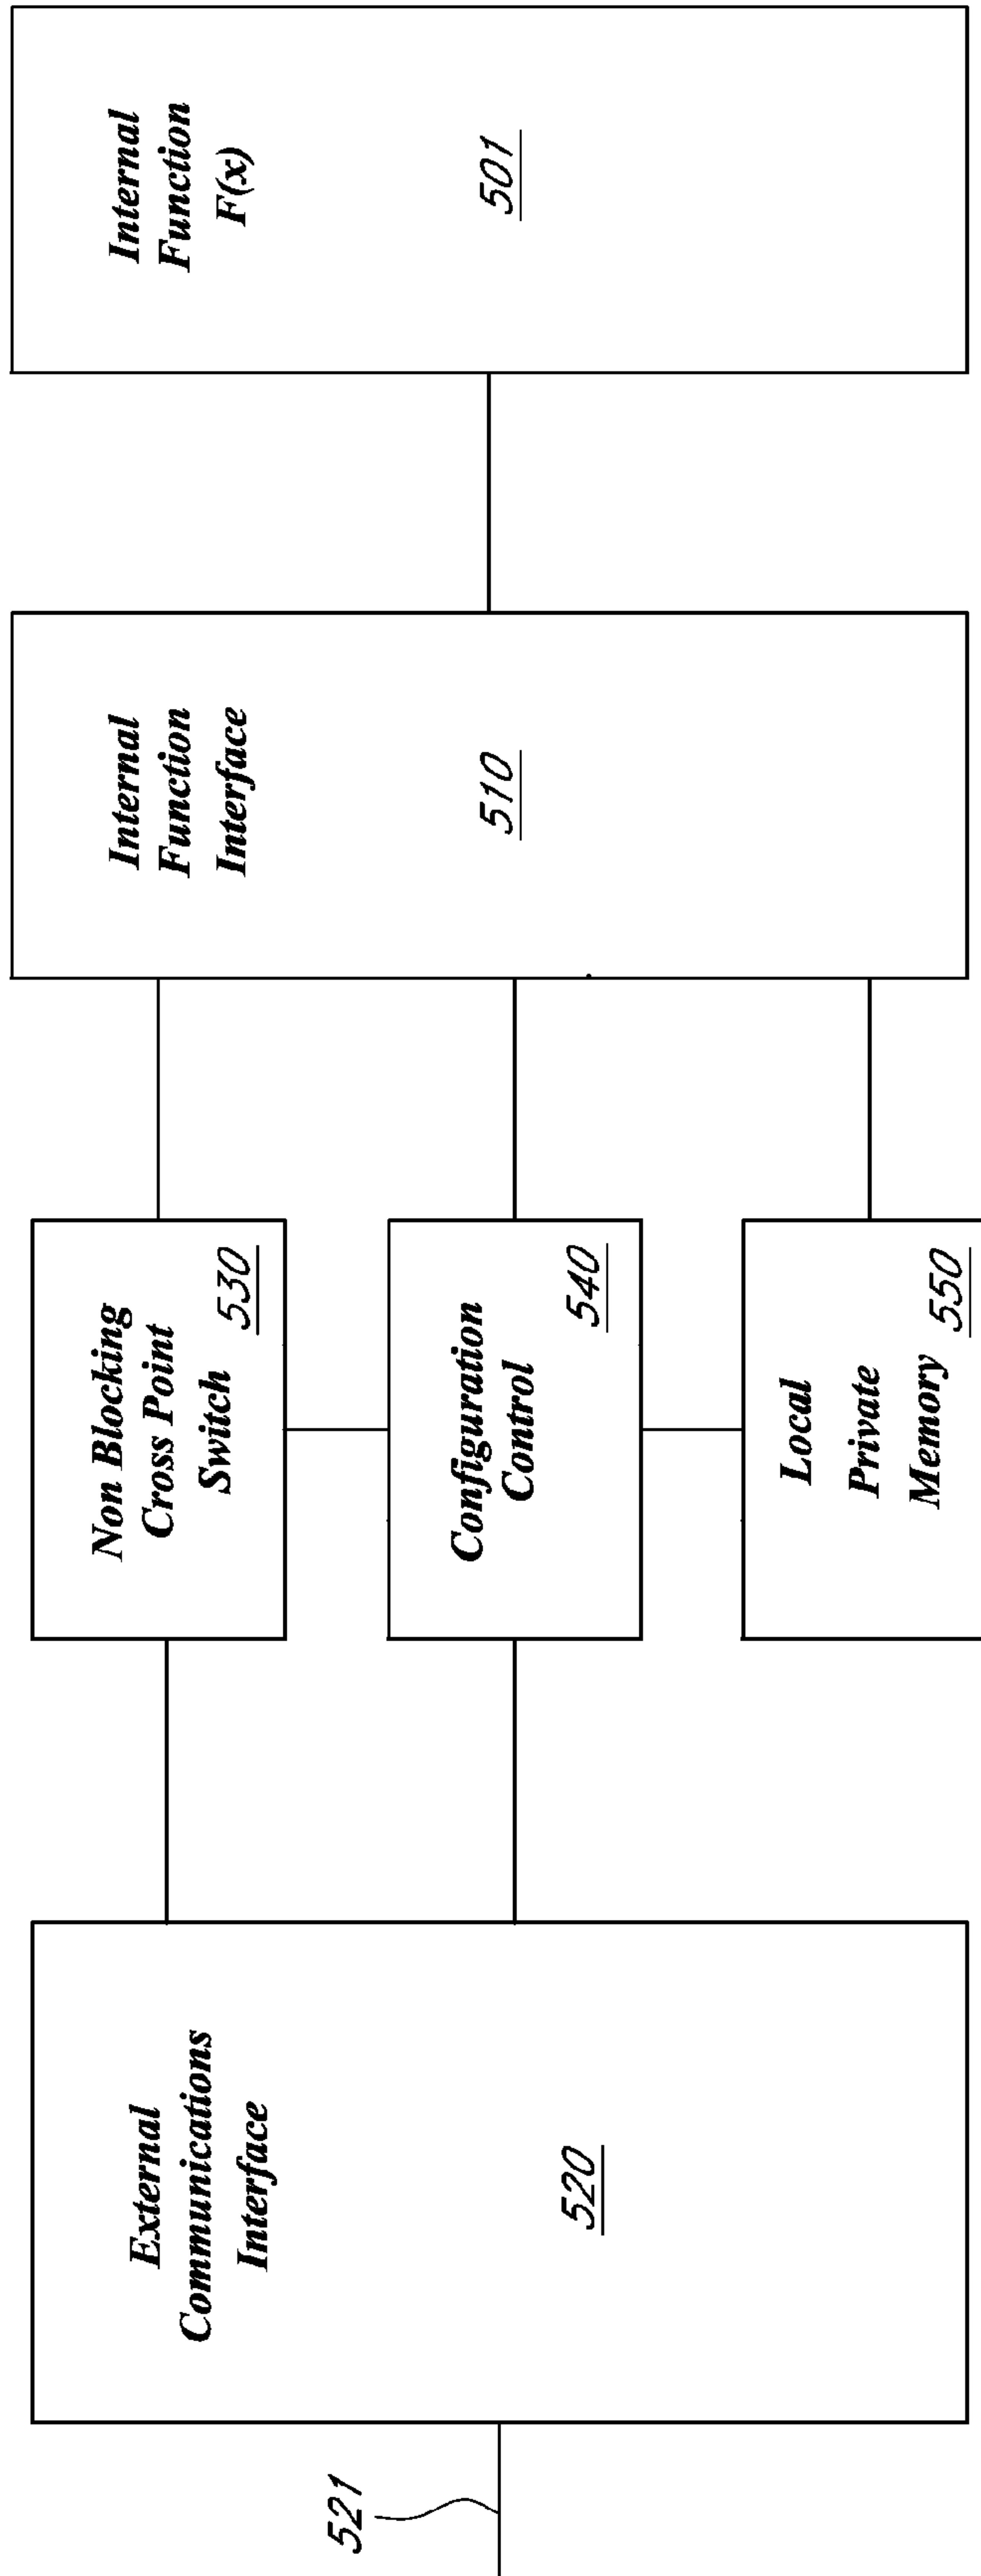 521
External
Communications
Interface
520
Non Blocking
Cross Point
Switch
530
Configuration
Control
540
Local
Private
Memory
550
Internal
Function
Interface
510
Internal
Function
F(x)
501